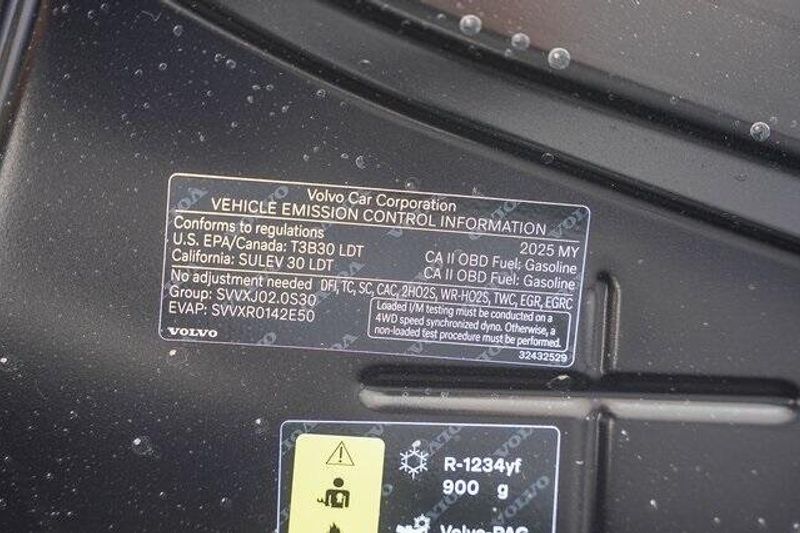 Volvo Car Corporation
VEHICLE EMISSION CONTROL INFORMATION
Conforms to regulations 2025 MY
U.S. EPA/Canada: T3B30 LDT CA II OBD Fuel: Gasoline
California: SULEV 30 LDT CA II OBD Fuel: Gasoline
No adjustment needed DFI, TC, SC, CAC, 2HO2S, WR-HO2S, TWC, EGR, EGRC
Group: SVVXJ02.0S30
EVAP: SVVXR0142E50
Loaded I/M testing must be conducted on a
4WD speed synchronized dyno. Otherwise, a
non-loaded test procedure must be performed.
VOLVO
32432529
R-1234yf
900 g
Volvo-PAG